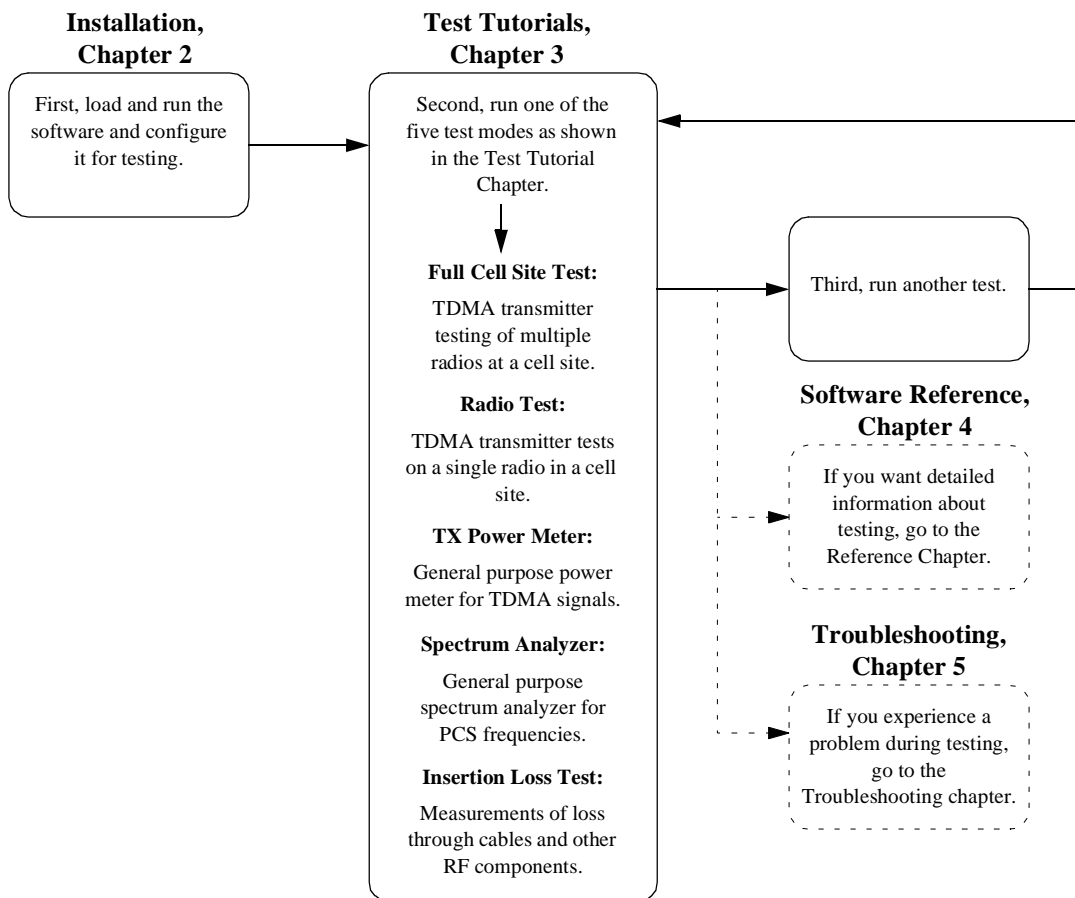 Installation,
Chapter 2
First, load and run the
software and configure
it for testing.
Test Tutorials,
Chapter 3
Second, run one of the
five test modes as shown
in the Test Tutorial
Chapter.
Full Cell Site Test:
TDMA transmitter
testing of multiple
radios at a cell site.
Radio Test:
TDMA transmitter tests
on a single radio in a cell
site.
TX Power Meter:
General purpose power
meter for TDMA signals.
Spectrum Analyzer:
General purpose
spectrum analyzer for
PCS frequencies.
Insertion Loss Test:
Measurements of loss
through cables and other
RF components.
Third, run another test.
Software Reference,
Chapter 4
If you want detailed
information about
testing, go to the
Reference Chapter.
Troubleshooting,
Chapter 5
If you experience a
problem during testing,
go to the
Troubleshooting chapter.